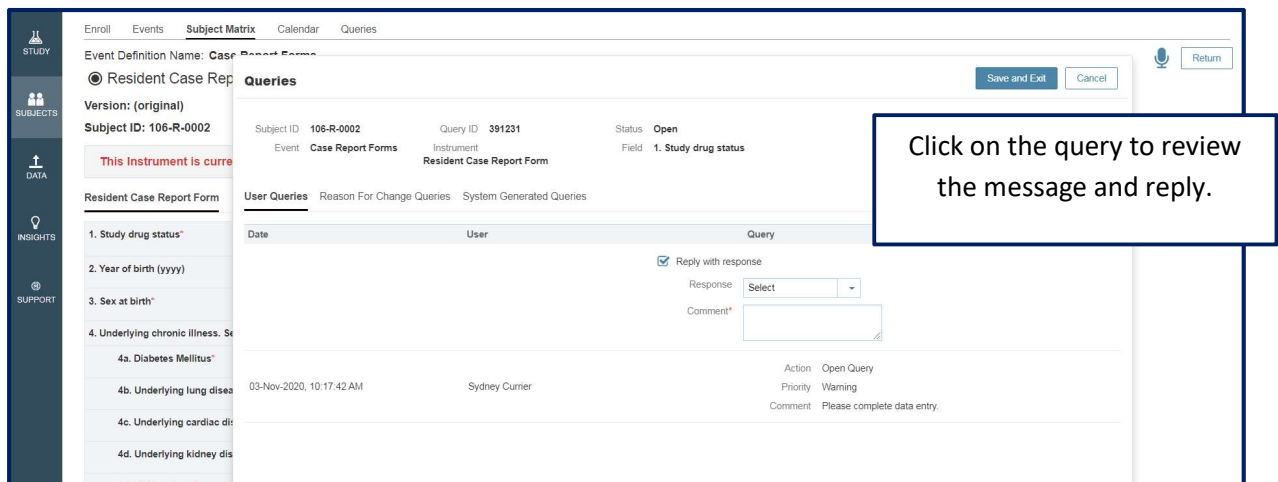 STUDY
SUBJECTS
DATA
INSIGHTS
SUPPORT
Enroll Events Subject Matrix Calendar Queries
Event Definition Name: Case Report Forms
Return
Resident Case Rep
Version: (original)
Subject ID: 106-R-0002
This Instrument is curre
Resident Case Report Form
1. Study drug status*
2. Year of birth (yyyy)
3. Sex at birth*
4. Underlying chronic illness. Se
4a. Diabetes Mellitus*
4b. Underlying lung disea
4c. Underlying cardiac dis
4d. Underlying kidney dis
Queries
Save and Exit Cancel
Subject ID 106-R-0002 Query ID 391231 Status Open
Event Case Report Forms Instrument Field 1. Study drug status
Resident Case Report Form
User Queries Reason For Change Queries System Generated Queries
Date User Query
Reply with response
Response Select
Comment*
Action Open Query
03-Nov-2020, 10:17:42 AM Sydney Currier Priority Warning
Comment Please complete data entry.
Click on the query to review
the message and reply.